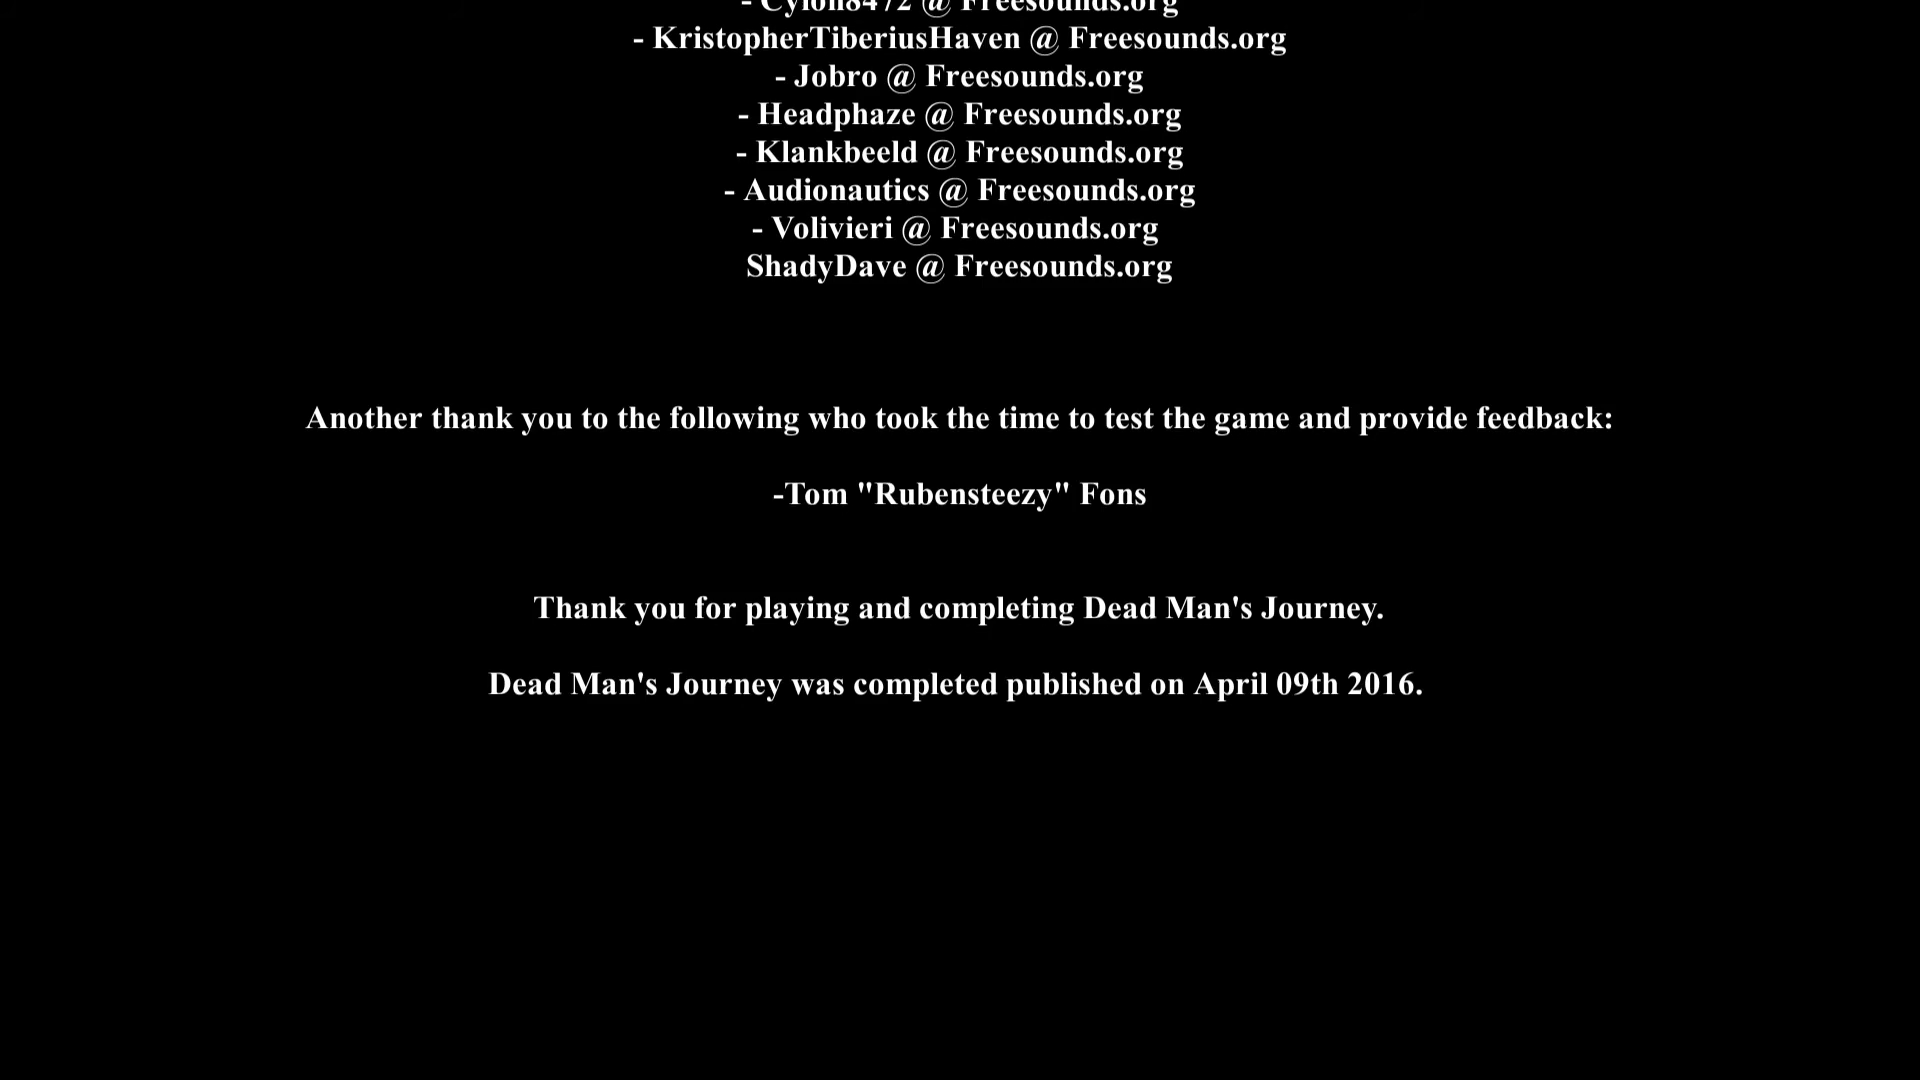 - Cylon8472 @ Freesounds.org
- KristopherTiberiusHaven @ Freesounds.org
- Jobro @ Freesounds.org
- Headphaze @ Freesounds.org
- Klankbeeld @ Freesounds.org
- Audionautics @ Freesounds.org
- Volivieri @ Freesounds.org
ShadyDave @ Freesounds.org
Another thank you to the following who took the time to test the game and provide feedback:
-Tom "Rubensteezy" Fons
Thank you for playing and completing Dead Man's Journey.
Dead Man's Journey was completed published on April 09th 2016.